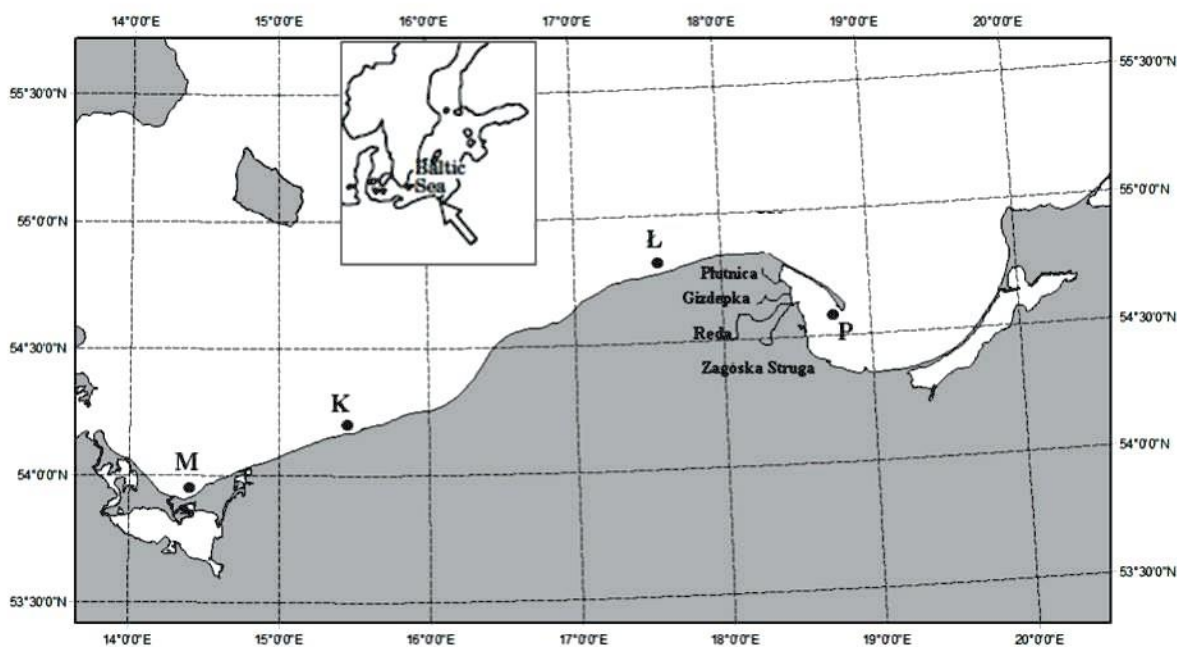 14°0'0"E 15°0'0"E 16°0'0"E 17°0'0"E 18°0'0"E 19°0'0"E 20°0'0"E
55°30'0"N
55°30'0"N
Baltic
Sea
55°0'0"N
55°0'0"N
Ł
Płutnica
Gizdepka
P
Reda
54°30'0"N
54°30'0"N
Zagóska Struga
K
M
54°0'0"N
54°0'0"N
53°30'0"N
53°30'0"N
14°0'0"E 15°0'0"E 16°0'0"E 17°0'0"E 18°0'0"E 19°0'0"E 20°0'0"E